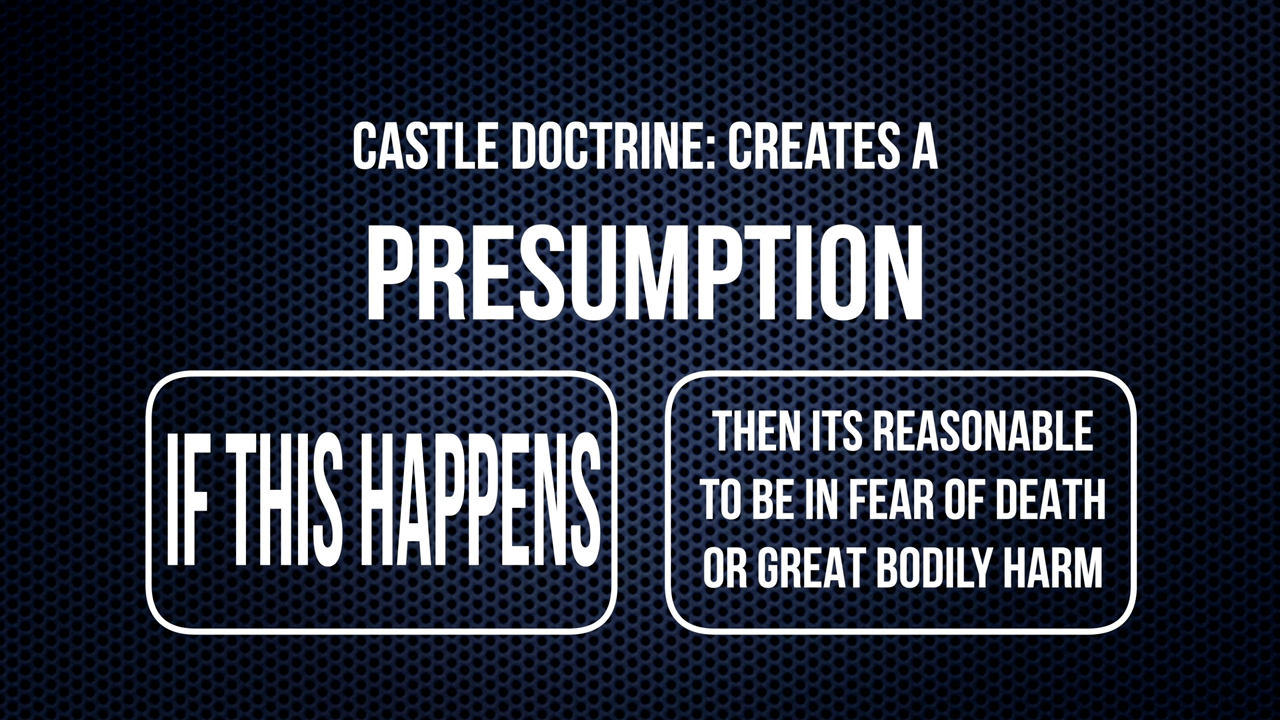 CASTLE DOCTRINE: CREATES A
PRESUMPTION
IF THIS HAPPENS
THEN ITS REASONABLE
TO BE IN FEAR OF DEATH
OR GREAT BODILY HARM